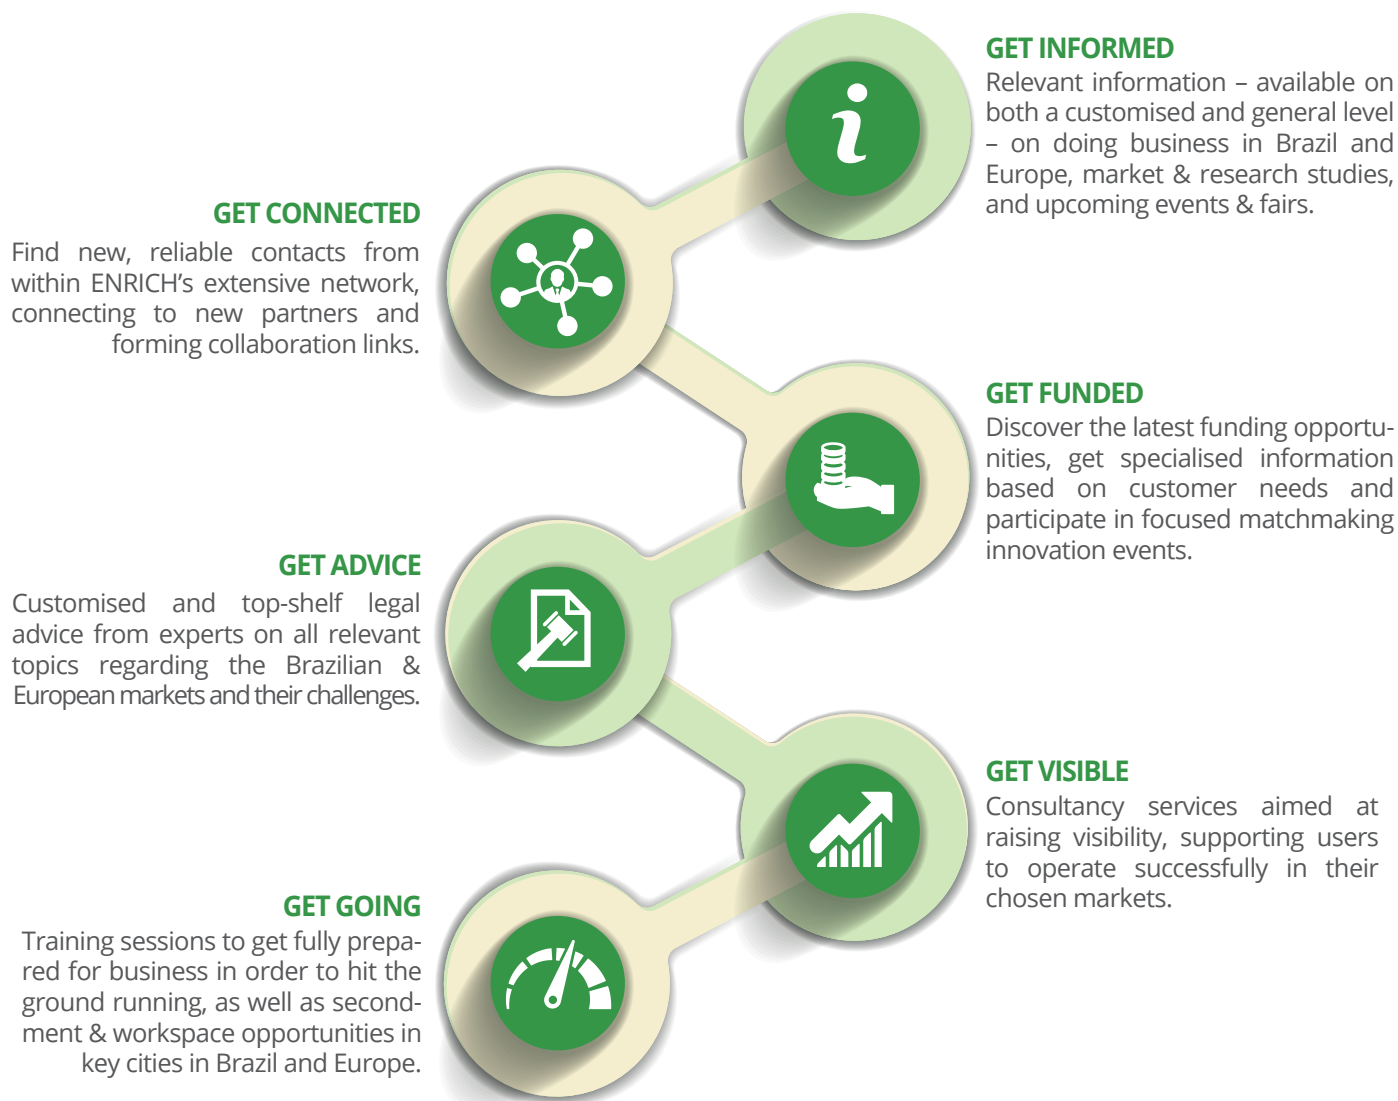 GET INFORMED
Relevant information – available on
both a customised and general level
– on doing business in Brazil and
Europe, market & research studies,
and upcoming events & fairs.
GET CONNECTED
Find new, reliable contacts from
within ENRICH’s extensive network,
connecting to new partners and
forming collaboration links.
GET FUNDED
Discover the latest funding opportu-
nities, get specialised information
based on customer needs and
participate in focused matchmaking
innovation events.
GET ADVICE
Customised and top-shelf legal
advice from experts on all relevant
topics regarding the Brazilian &
European markets and their challenges.
GET VISIBLE
Consultancy services aimed at
raising visibility, supporting users
to operate successfully in their
chosen markets.
GET GOING
Training sessions to get fully prepa-
red for business in order to hit the
ground running, as well as second-
ment & workspace opportunities in
key cities in Brazil and Europe.